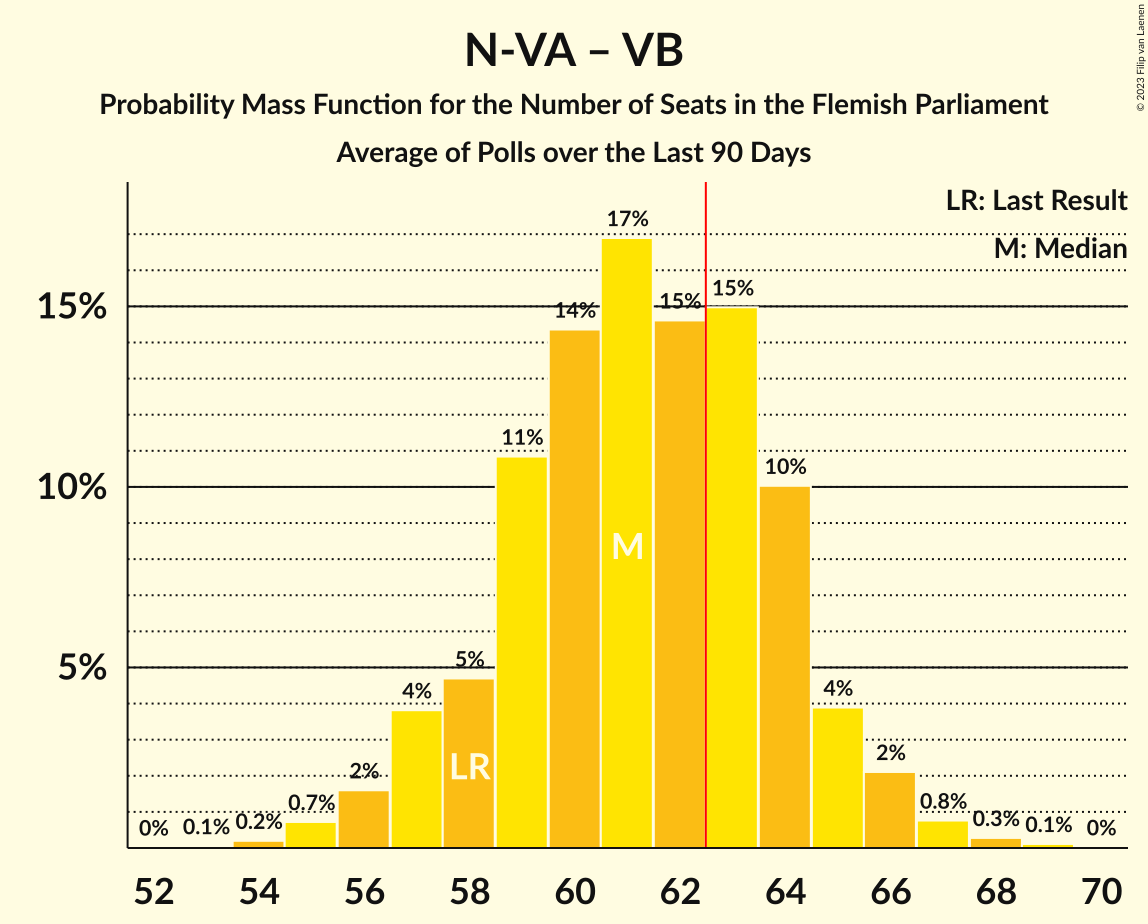 N-VA – VB
Probability Mass Function for the Number of Seats in the Flemish Parliament
Average of Polls over the Last 90 Days
© 2023 Filip van Laenen
LR: Last Result
M: Median
15%
10%
5%
0%
0.1%
0.2%
0.7%
2%
4%
5%
11%
14%
17%
15%
15%
10%
4%
2%
0.8%
0.3%
0.1%
0%
LR
M
52 54 56 58 60 62 64 66 68 70